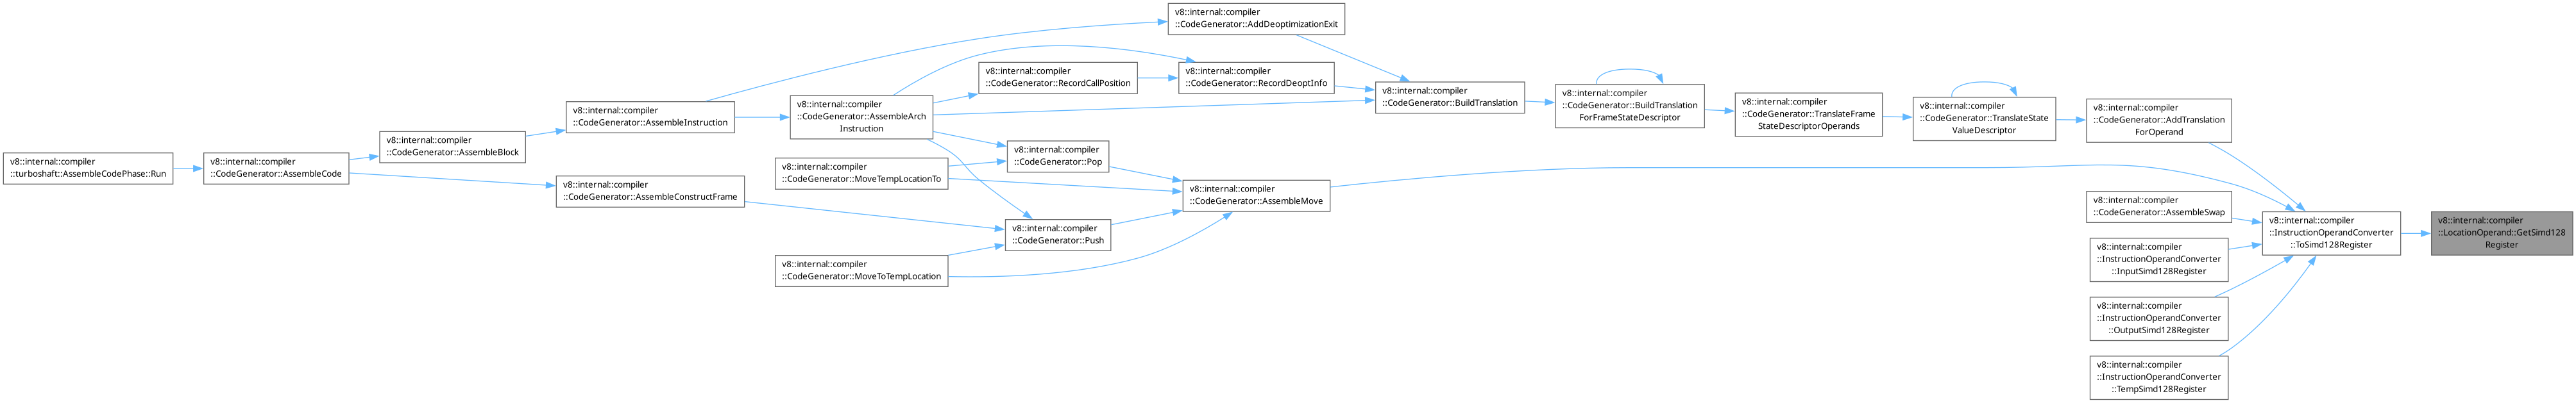 v8::internal::compiler
::turboshaft::AssembleCodePhase::Run
v8::internal::compiler
::CodeGenerator::AssembleCode
v8::internal::compiler
::CodeGenerator::AssembleBlock
v8::internal::compiler
::CodeGenerator::AssembleInstruction
v8::internal::compiler
::CodeGenerator::AssembleConstructFrame
v8::internal::compiler
::CodeGenerator::AssembleArch
Instruction
v8::internal::compiler
::CodeGenerator::MoveTempLocationTo
v8::internal::compiler
::CodeGenerator::MoveToTempLocation
v8::internal::compiler
::CodeGenerator::RecordCallPosition
v8::internal::compiler
::CodeGenerator::Pop
v8::internal::compiler
::CodeGenerator::Push
v8::internal::compiler
::CodeGenerator::AddDeoptimizationExit
v8::internal::compiler
::CodeGenerator::RecordDeoptInfo
v8::internal::compiler
::CodeGenerator::AssembleMove
v8::internal::compiler
::CodeGenerator::BuildTranslation
v8::internal::compiler
::CodeGenerator::BuildTranslation
ForFrameStateDescriptor
v8::internal::compiler
::CodeGenerator::TranslateFrame
StateDescriptorOperands
v8::internal::compiler
::CodeGenerator::TranslateState
ValueDescriptor
v8::internal::compiler
::CodeGenerator::AddTranslation
ForOperand
v8::internal::compiler
::CodeGenerator::AssembleSwap
v8::internal::compiler
::InstructionOperandConverter
::InputSimd128Register
v8::internal::compiler
::InstructionOperandConverter
::OutputSimd128Register
v8::internal::compiler
::InstructionOperandConverter
::TempSimd128Register
v8::internal::compiler
::InstructionOperandConverter
::ToSimd128Register
v8::internal::compiler
::LocationOperand::GetSimd128
Register